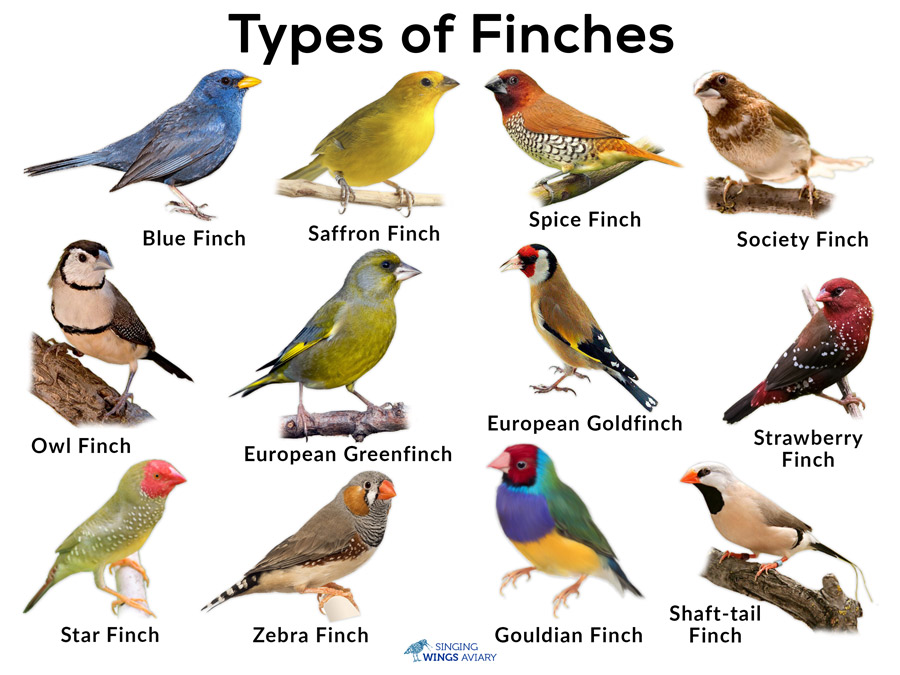 Types of Finches
Blue Finch
Saffron Finch
Spice Finch
Society Finch
Owl Finch
European Greenfinch
European Goldfinch
Strawberry
Finch
Star Finch
Zebra Finch
Gouldian Finch
Shaft-tail
Finch
SINGING
WINGS AVIARY